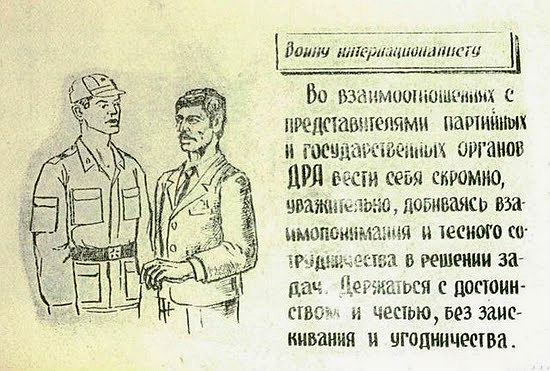 Воину интернационалисту
Во взаимоотношениях с
представителями партийных
и государственных органов
ДРА вести себя скромно,
уважительно, добиваясь вза-
имопонимания и тесного со-
трудничества в решении за-
дач. Держаться с достоин-
ством и честью, без заис-
кивания и угодничества.